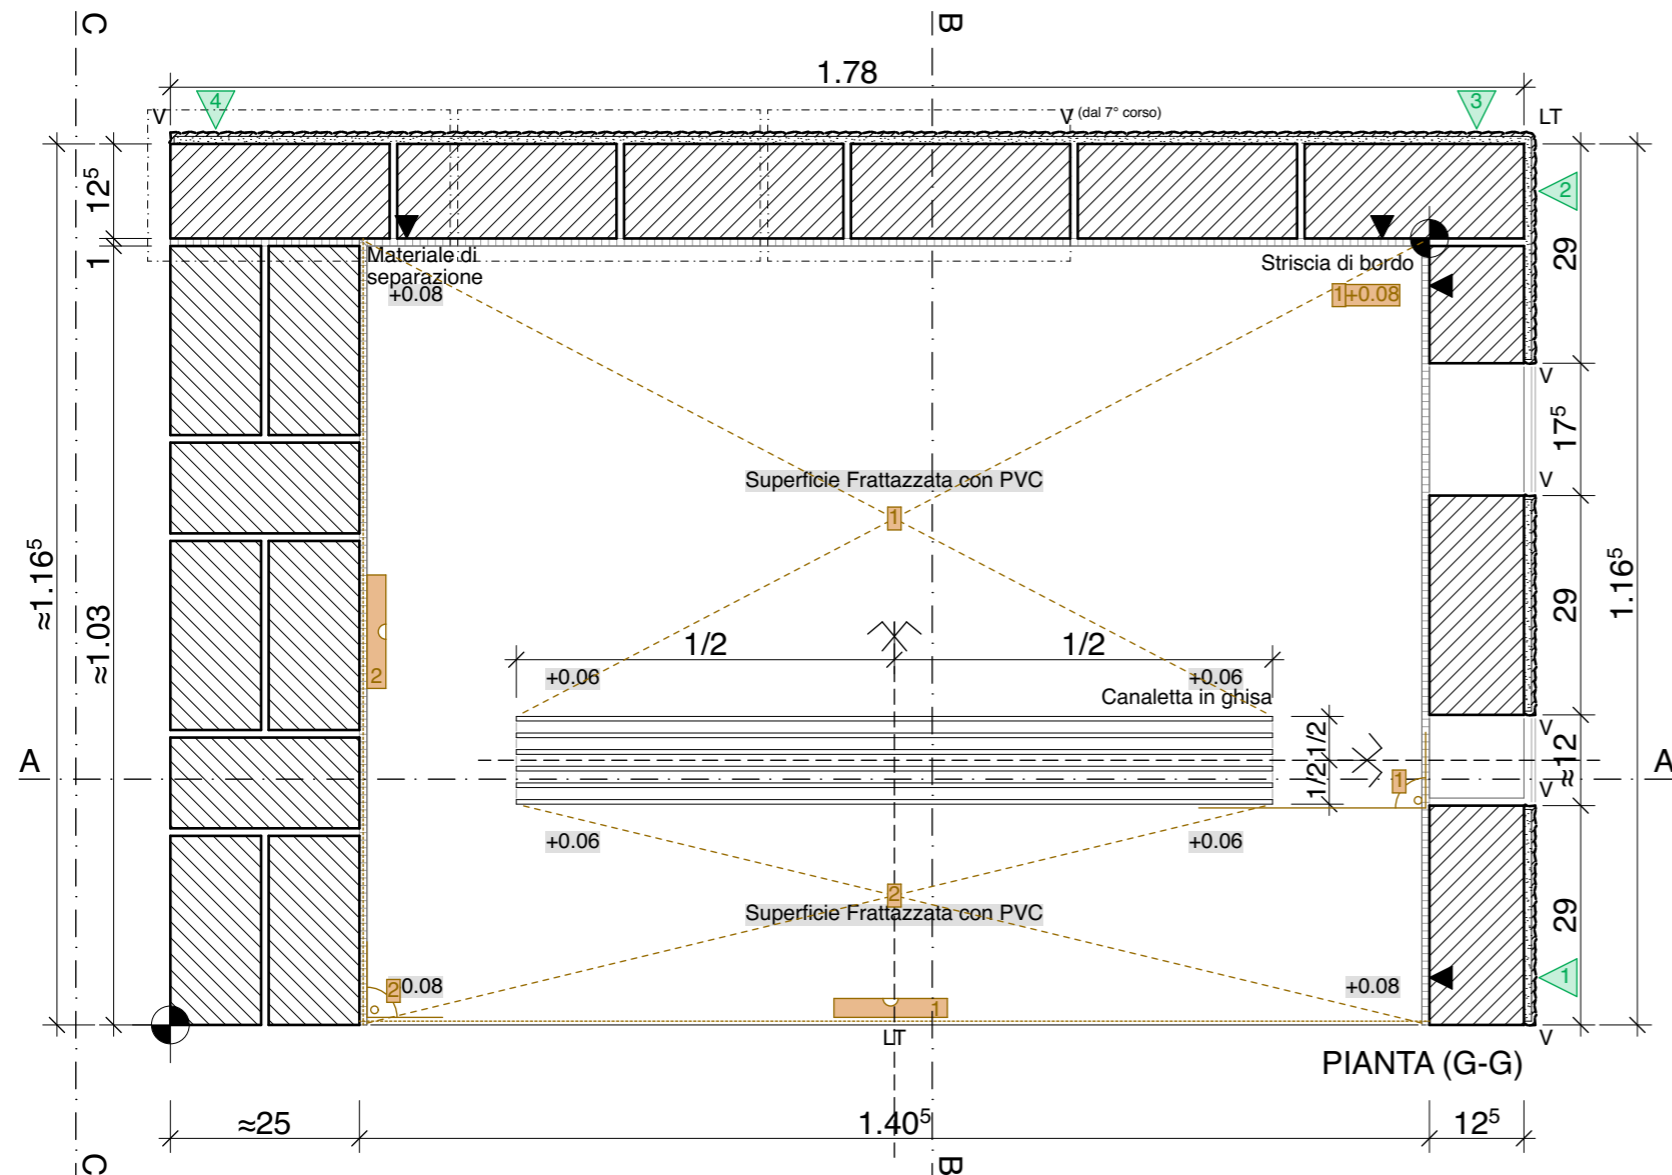 C
B
1.78
4
3
V
V (dal 7° corso)
LT
12⁵
2
1
29
Materiale di
separazione
+0.08
Striscia di bordo
1
+0.08
V
17⁵
V
Superficie Frattazzata con PVC
1
≈1.16⁵
≈1.03
29
1.16⁵
2
1/2
1/2
+0.06
+0.06
Canaletta in ghisa
V
1/2
1/2
≈12
A
A
1
V
+0.06
+0.06
2
Superficie Frattazzata con PVC
29
2
0.08
+0.08
1
1
LT
V
PIANTA (G-G)
≈25
1.40⁵
12⁵
C
B